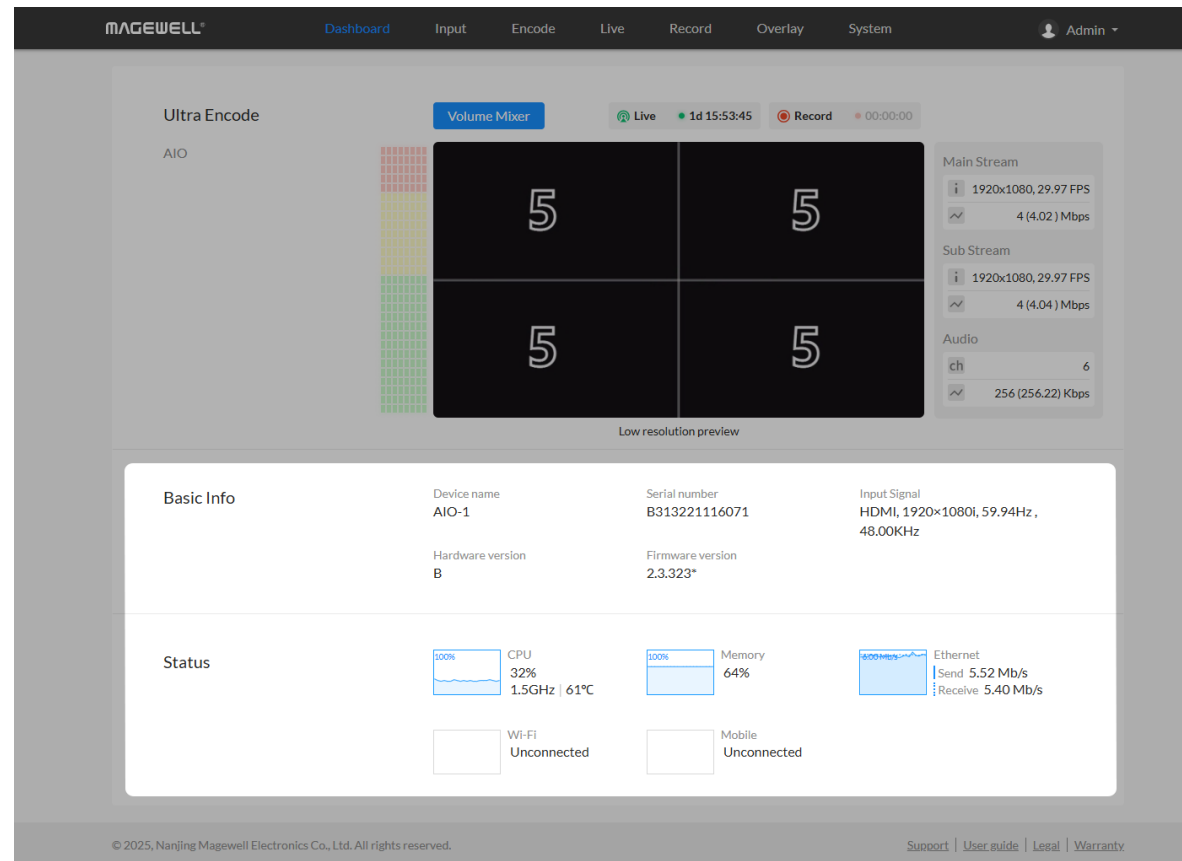 MAGEWELL® Dashboard Input Encode Live Record Overlay System Admin
Ultra Encode Volume Mixer Live 1d 15:53:45 Record 00:00:00
AIO
5 5
5 5
Main Stream
i 1920x1080, 29.97 FPS
4 (4.02 ) Mbps
Sub Stream
i 1920x1080, 29.97 FPS
4 (4.04 ) Mbps
Audio
ch 6
256 (256.22) Kbps
Low resolution preview
Basic Info
Device name
AIO-1
Serial number
B313221116071
Input Signal
HDMI, 1920×1080i, 59.94Hz ,
48.00KHz
Hardware version
B
Firmware version
2.3.323*
Status
100%
CPU
32%
1.5GHz | 61℃
100%
Memory
64%
6.00 Mb/s
Ethernet
Send 5.52 Mb/s
Receive 5.40 Mb/s
Wi-Fi
Unconnected
Mobile
Unconnected
© 2025, Nanjing Magewell Electronics Co., Ltd. All rights reserved. Support | User guide | Legal | Warranty